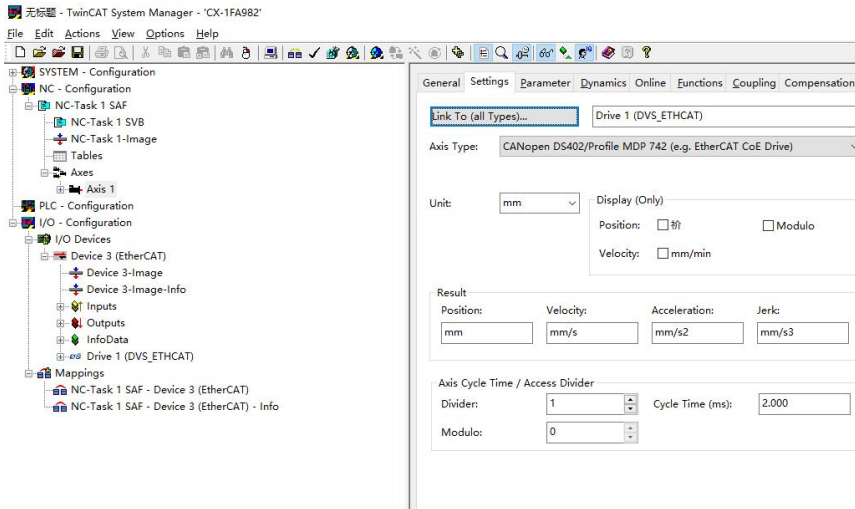 无标题 - TwinCAT System Manager - 'CX-1FA982'
File Edit Actions View Options Help
SYSTEM - Configuration
NC - Configuration
NC-Task 1 SAF
NC-Task 1 SVB
NC-Task 1-Image
Tables
Axes
Axis 1
PLC - Configuration
I/O - Configuration
I/O Devices
Device 3 (EtherCAT)
Device 3-Image
Device 3-Image-Info
Inputs
Outputs
InfoData
Drive 1 (DVS_ETHCAT)
Mappings
NC-Task 1 SAF - Device 3 (EtherCAT)
NC-Task 1 SAF - Device 3 (EtherCAT) - Info
General Settings Parameter Dynamics Online Functions Coupling Compensation
Link To (all Types)... Drive 1 (DVS_ETHCAT)
Axis Type: CANopen DS402/Profile MDP 742 (e.g. EtherCAT CoE Drive)
Unit: mm Display (Only)
Position: 祄 Modulo
Velocity: mm/min
Result
Position: Velocity: Acceleration: Jerk:
mm mm/s mm/s2 mm/s3
Axis Cycle Time / Access Divider
Divider: 1 Cycle Time (ms): 2.000
Modulo: 0